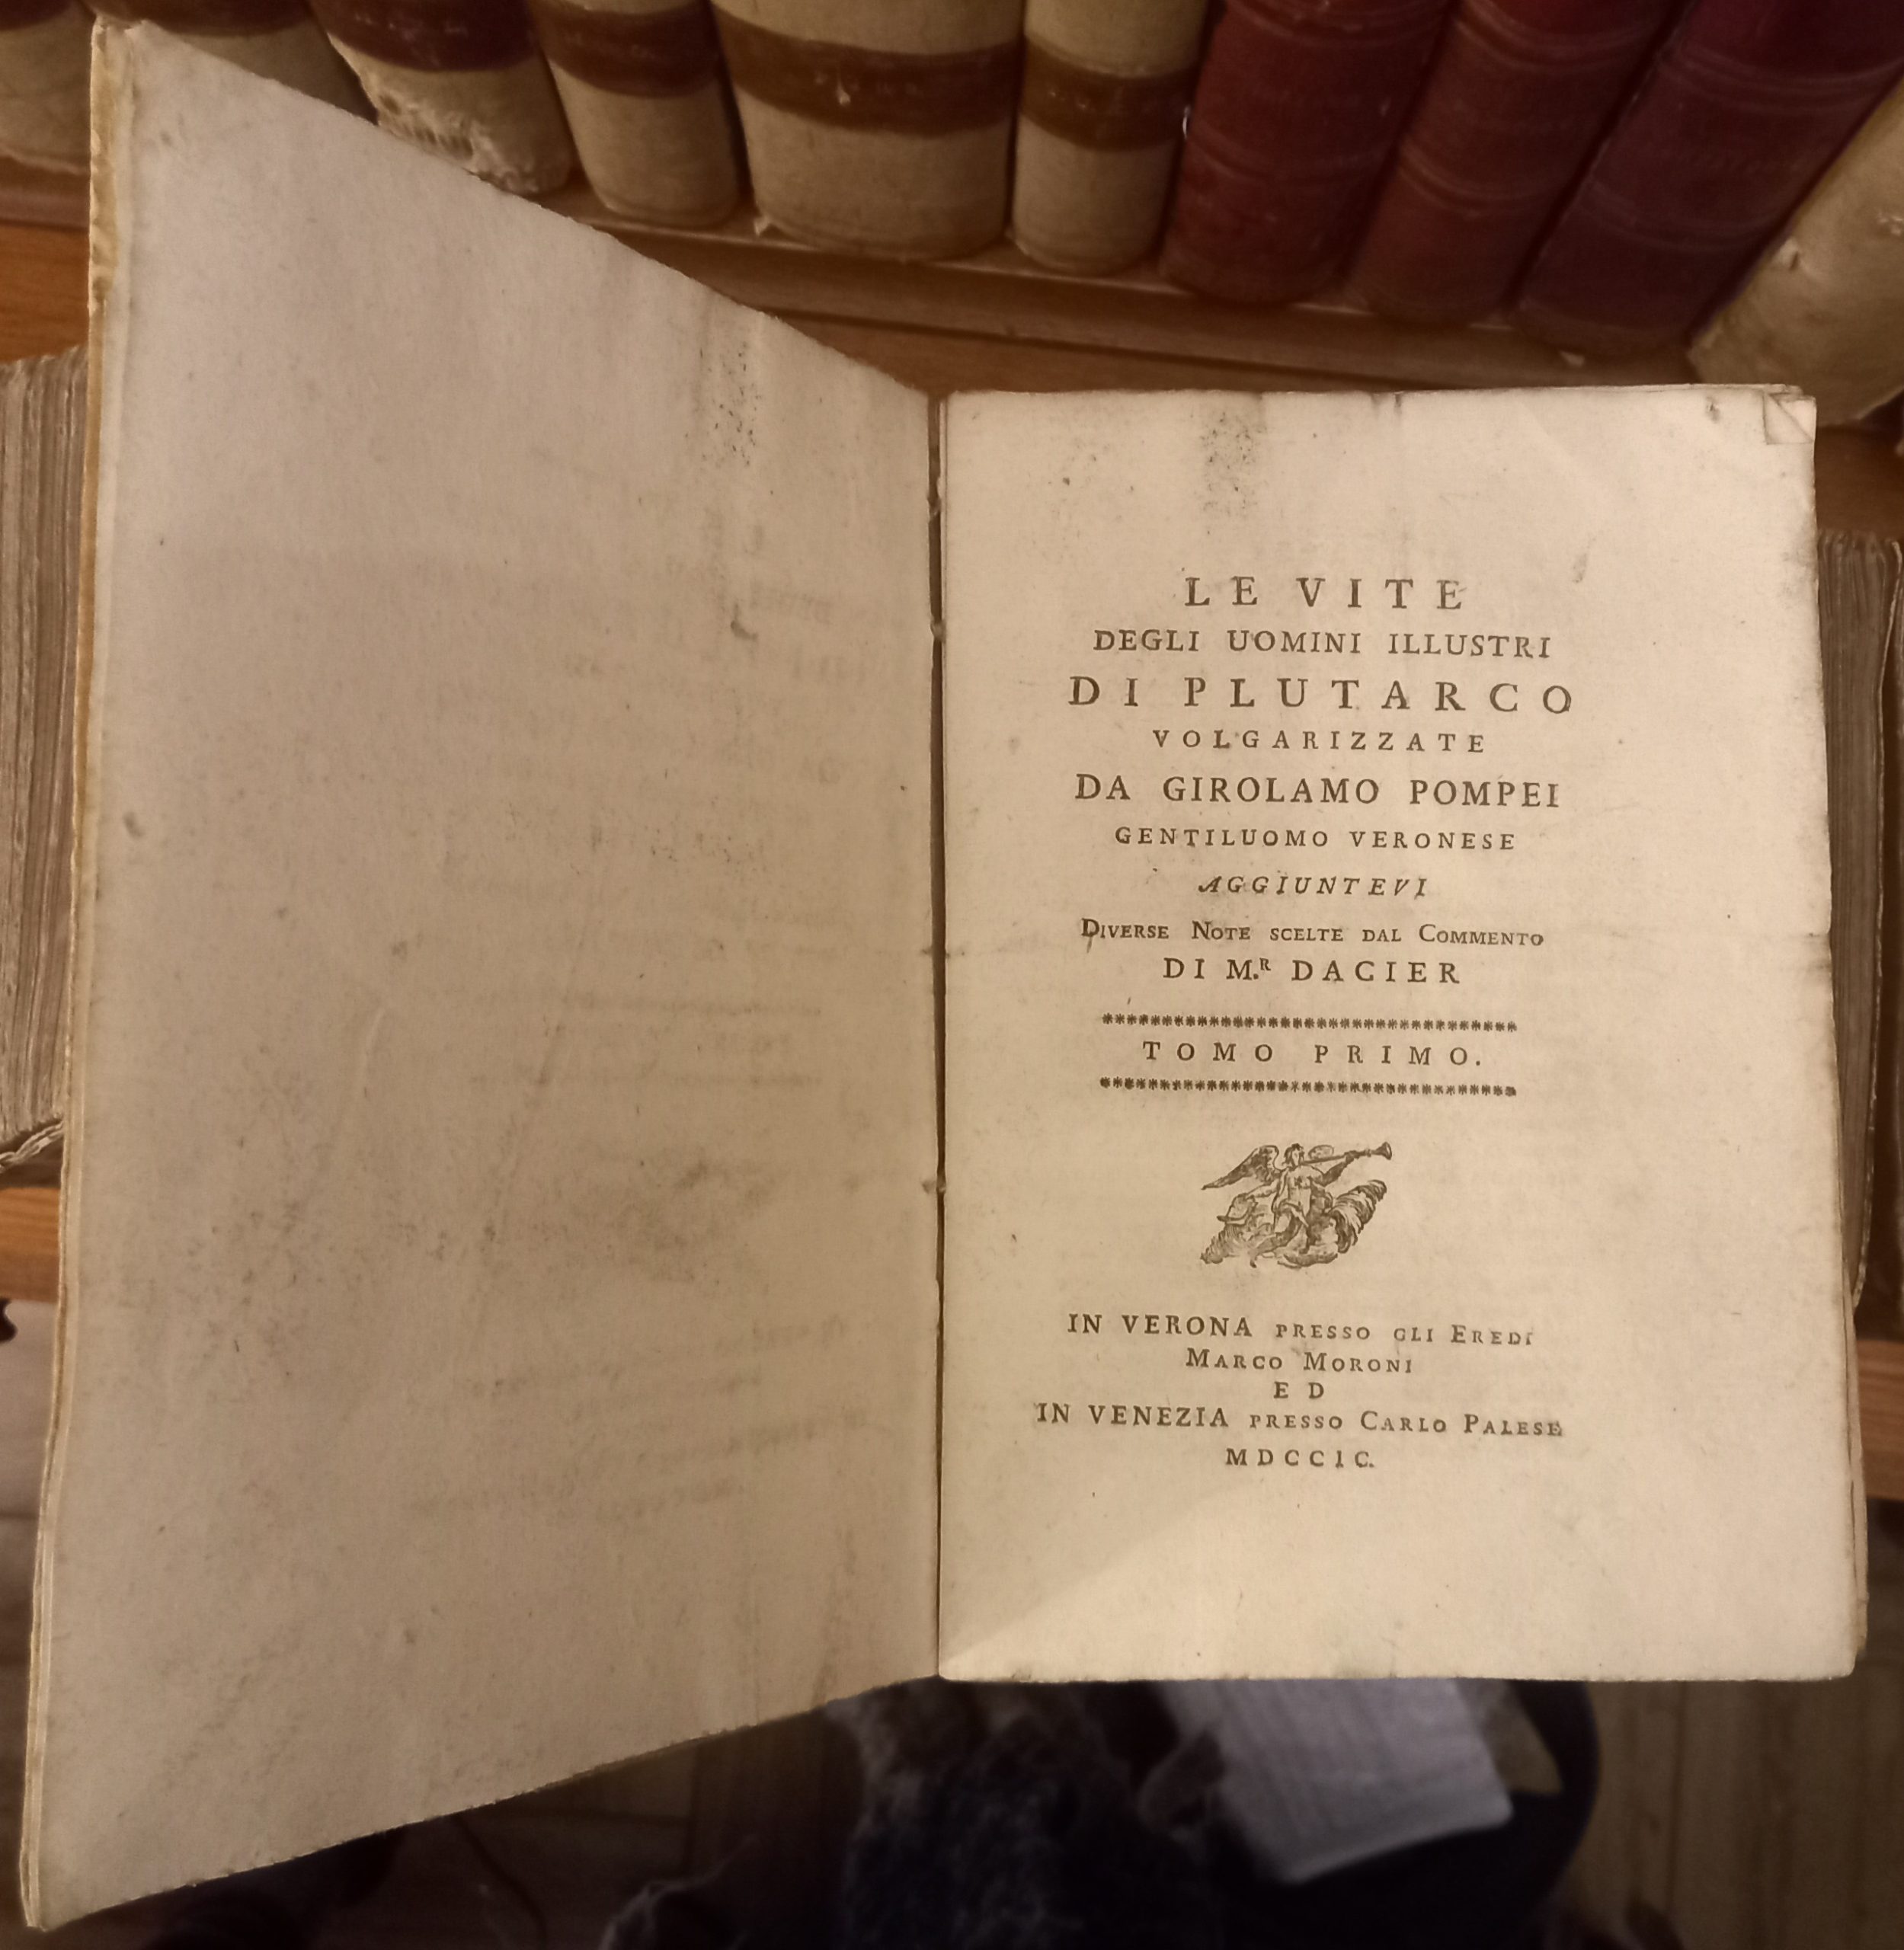 LE VITE
DEGLI UOMINI ILLUSTRI
DI PLUTARCO
VOLGARIZZATE
DA GIROLAMO POMPEI
GENTILUOMO VERONESE
AGGIUNTEVI
DIVERSE NOTE SCELTE DAL COMMENTO
DI M.R DACIER
TOMO PRIMO.
IN VERONA PRESSO GLI EREDI
MARCO MORONI
ED
IN VENEZIA PRESSO CARLO PALESE
MDCCIC.